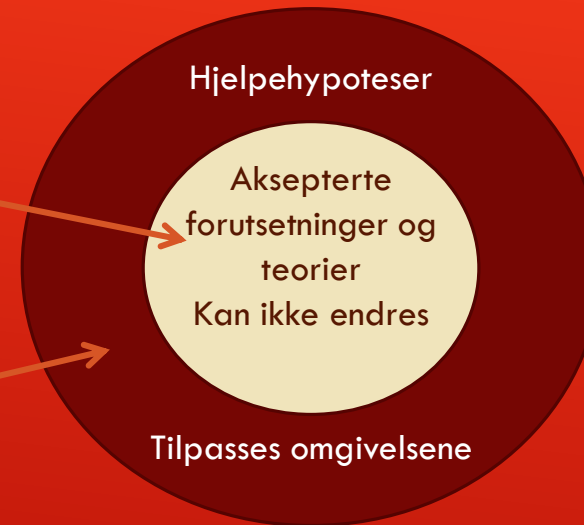 Hjelpehypoteser
Aksepterte
forutsetninger og
teorier
Kan ikke endres
Tilpasses omgivelsene